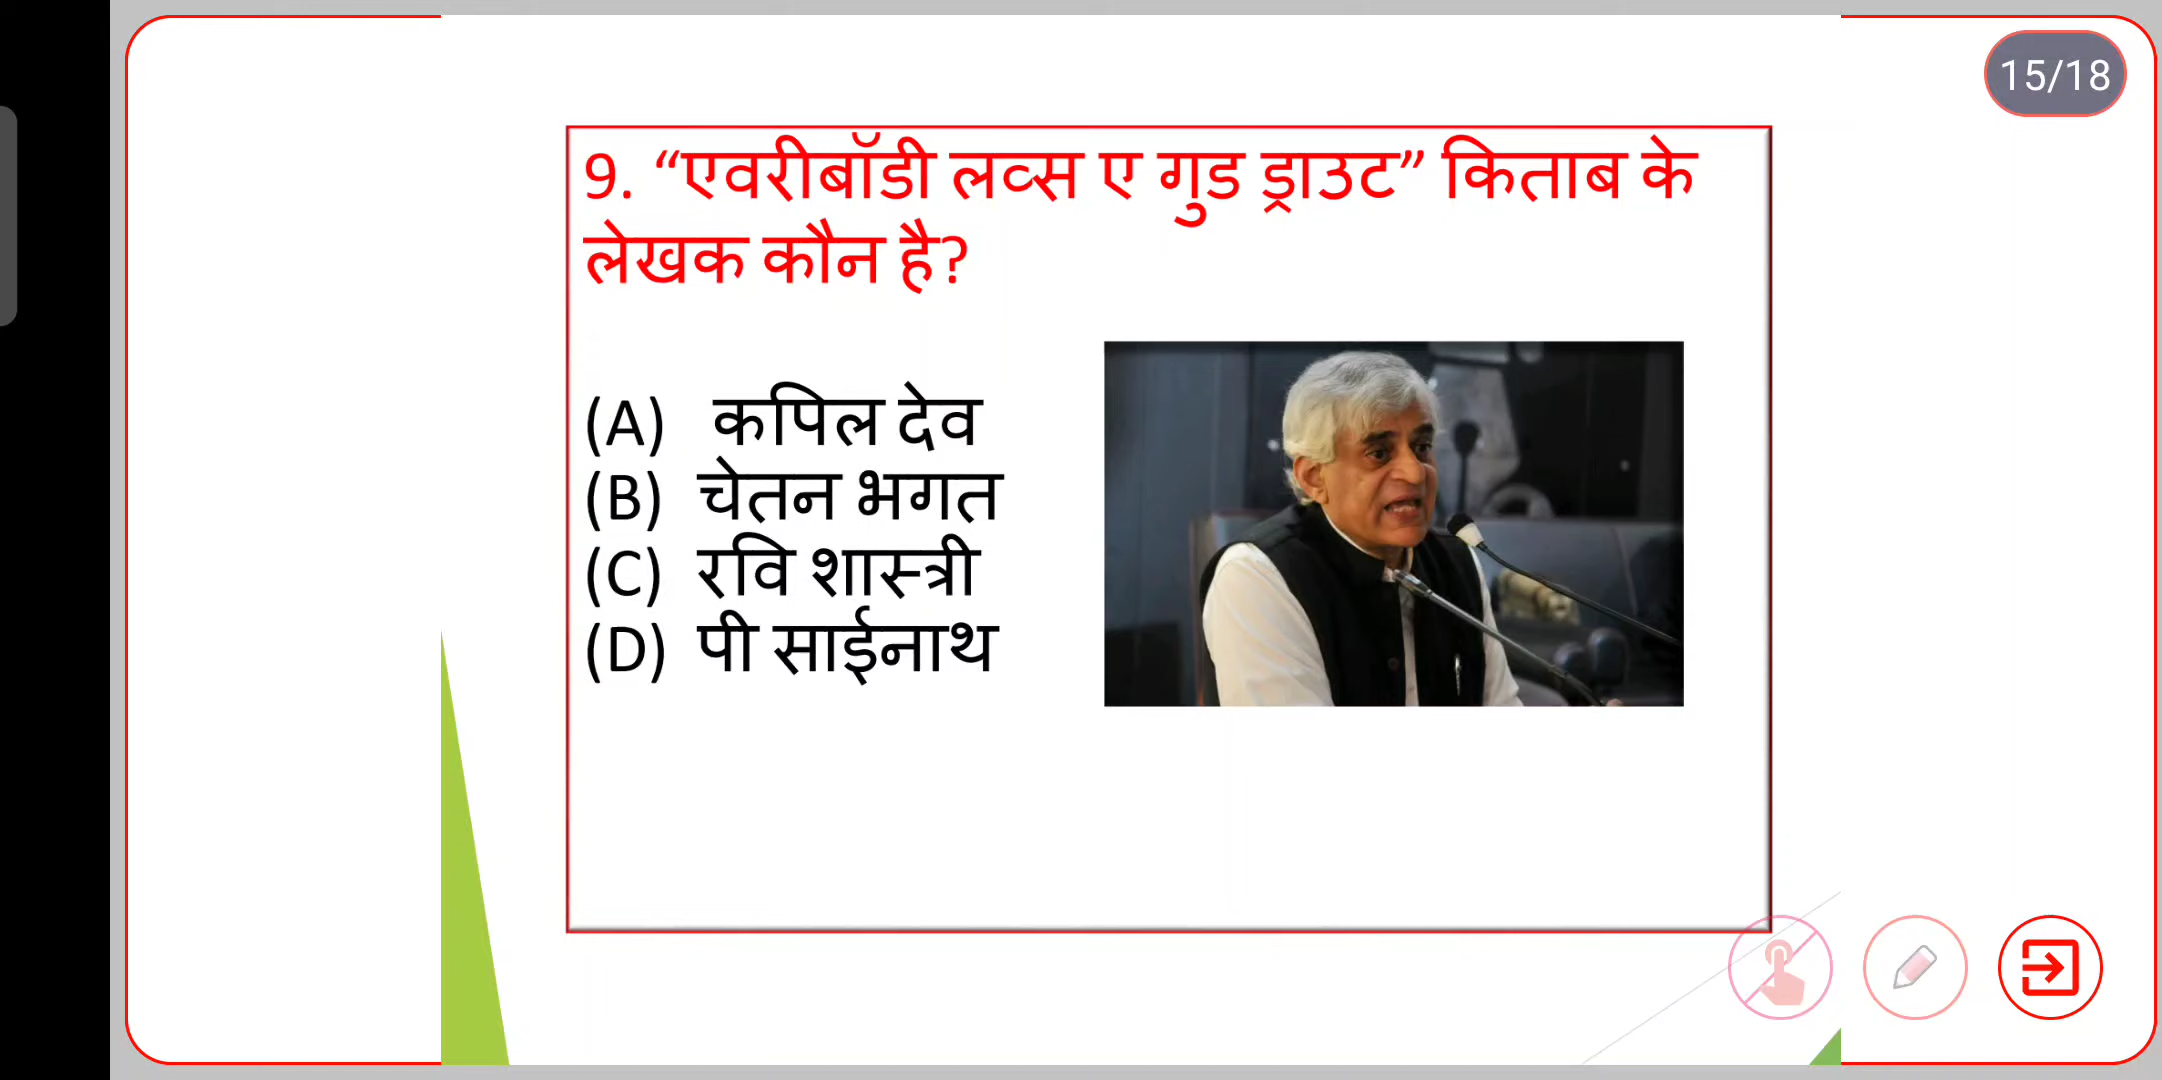 15/18
9. “एवरीबॉडी लव्स ए गुड ड्राउट” किताब के
लेखक कौन है?
(A) कपिल देव
(B) चेतन भगत
(C) रवि शास्त्री
(D) पी साईनाथ